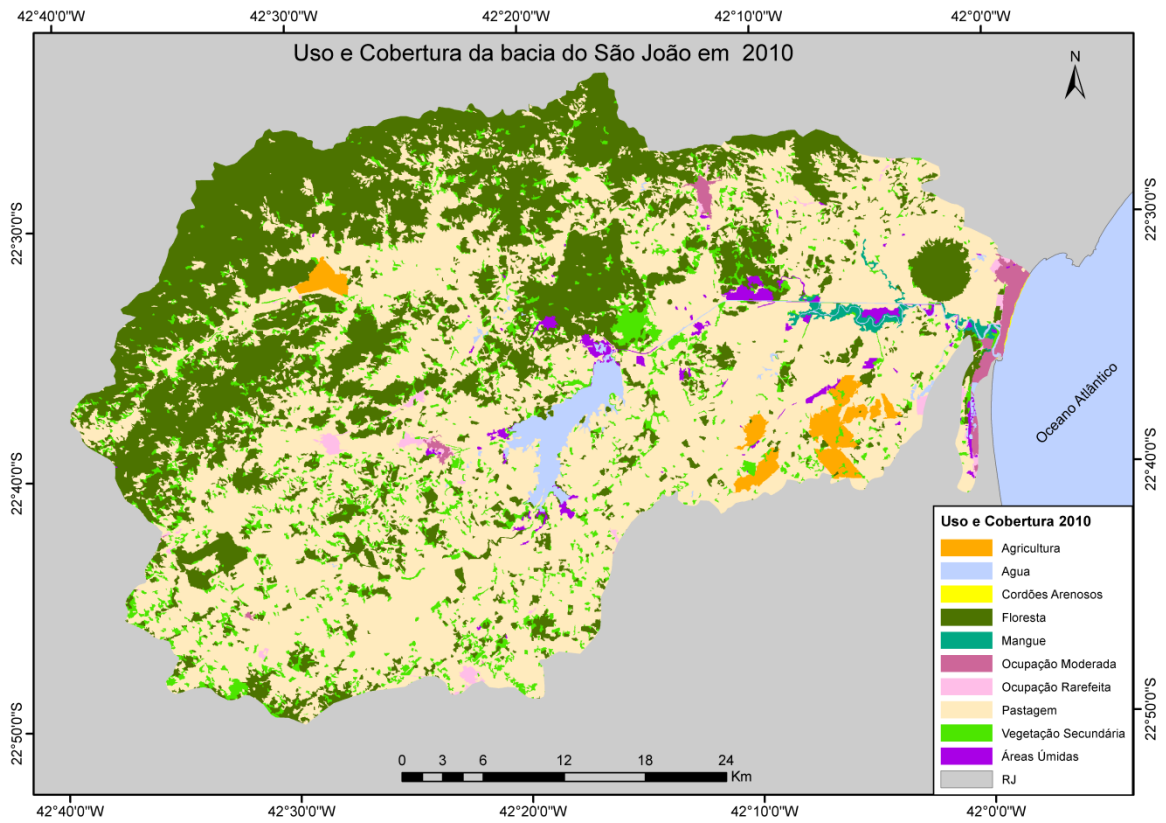 42°40'0"W 42°30'0"W 42°20'0"W 42°10'0"W 42°0'0"W
Uso e Cobertura da bacia do São João em 2010
N
22°30'0"S 22°30'0"S
Oceano Atlântico
22°40'0"S 22°40'0"S
Uso e Cobertura 2010
Agricultura
Agua
Cordões Arenosos
Floresta
Mangue
Ocupação Moderada
Ocupação Rarefeita
Pastagem
Vegetação Secundária
Áreas Úmidas
RJ
22°50'0"S 22°50'0"S
0 3 6 12 18 24
Km
42°40'0"W 42°30'0"W 42°20'0"W 42°10'0"W 42°0'0"W